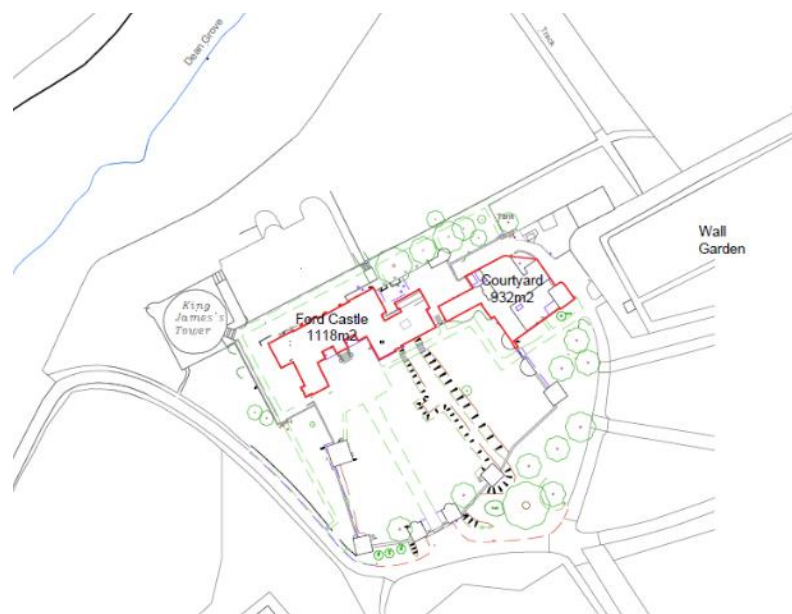 Dean Grove
Track
Wall
Garden
Courtyard
932m2
King
James's
Tower
Ford Castle
1118m2